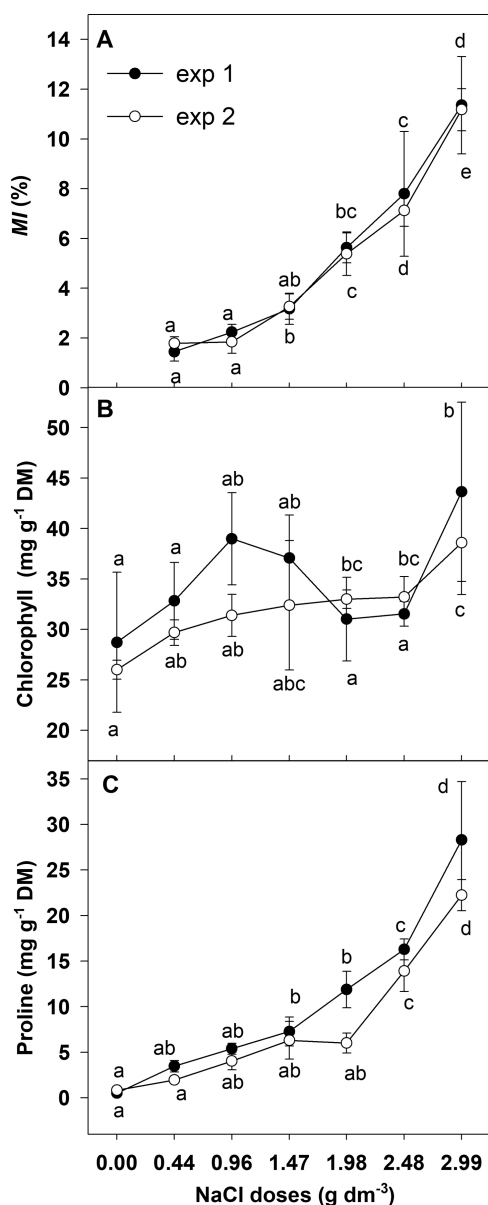 A
exp 1
exp 2
14
12
10
8
6
4
2
0
MI (%)
a
a
ab
bc
c
d
a
a
b
c
d
e
B
50
45
40
35
30
25
20
Chlorophyll (mg g⁻¹ DM)
a
a
ab
ab
bc
bc
b
a
ab
ab
abc
a
a
c
C
35
30
25
20
15
10
5
0
Proline (mg g⁻¹ DM)
a
ab
ab
b
b
c
d
a
a
ab
ab
ab
c
d
0.00 0.44 0.96 1.47 1.98 2.48 2.99
NaCl doses (g dm⁻³)